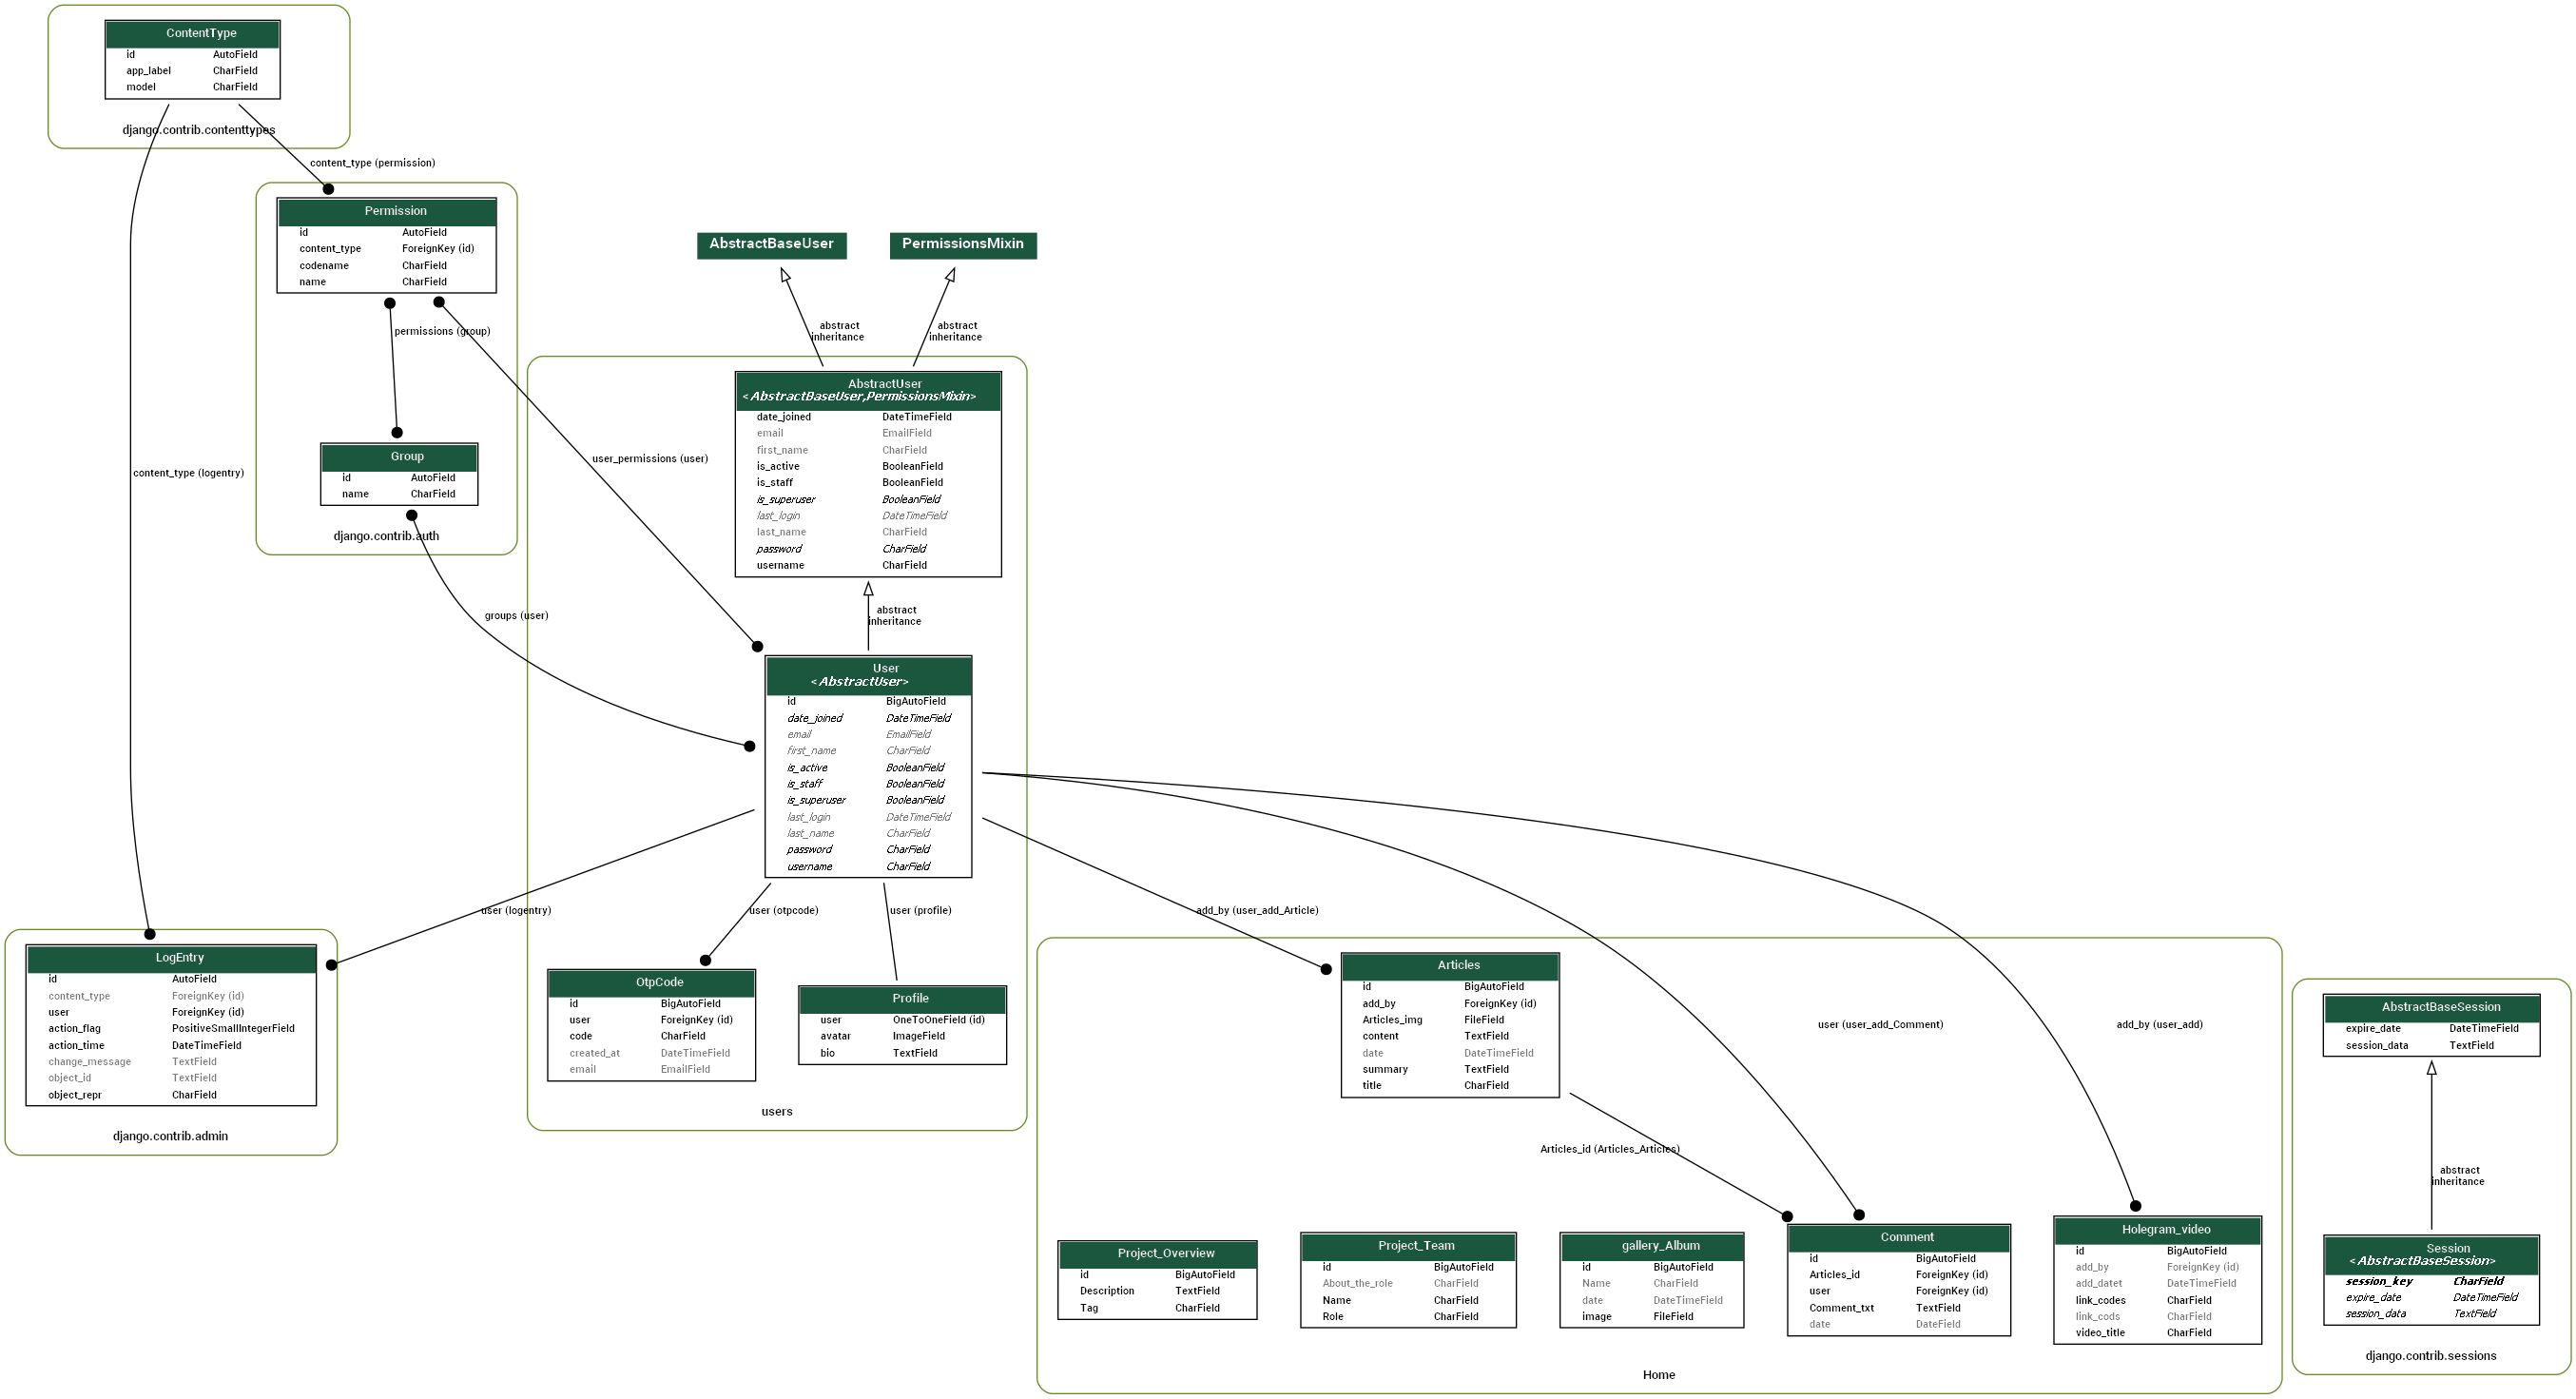 ContentType
id AutoField
app_label CharField
model CharField
django.contrib.contenttypes
content_type (permission)
Permission
id AutoField
content_type ForeignKey (id)
codename CharField
name CharField
permissions (group)
Group
id AutoField
name CharField
django.contrib.auth
content_type (logentry)
user_permissions (user)
groups (user)
AbstractBaseUser
PermissionsMixin
abstract
inheritance
abstract
inheritance
AbstractUser
<AbstractBaseUser,PermissionsMixin>
date_joined DateTimeField
email EmailField
first_name CharField
is_active BooleanField
is_staff BooleanField
is_superuser BooleanField
last_login DateTimeField
last_name CharField
password CharField
username CharField
abstract
inheritance
User
<AbstractUser>
id BigAutoField
date_joined DateTimeField
email EmailField
first_name CharField
is_active BooleanField
is_staff BooleanField
is_superuser BooleanField
last_login DateTimeField
last_name CharField
password CharField
username CharField
user (logentry)
user (otpcode)
user (profile)
add_by (user_add_Article)
LogEntry
id AutoField
content_type ForeignKey (id)
user ForeignKey (id)
action_flag PositiveSmallIntegerField
action_time DateTimeField
change_message TextField
object_id TextField
object_repr CharField
django.contrib.admin
OtpCode
id BigAutoField
user ForeignKey (id)
code CharField
created_at DateTimeField
email EmailField
Profile
user OneToOneField (id)
avatar ImageField
bio TextField
users
Articles
id BigAutoField
add_by ForeignKey (id)
Articles_img FileField
content TextField
date DateTimeField
summary TextField
title CharField
user (user_add_Comment)
add_by (user_add)
Articles_id (Articles_Articles)
Project_Overview
id BigAutoField
Description TextField
Tag CharField
Project_Team
id BigAutoField
About_the_role CharField
Name CharField
Role CharField
gallery_Album
id BigAutoField
Name CharField
date DateTimeField
image FileField
Comment
id BigAutoField
Articles_id ForeignKey (id)
user ForeignKey (id)
Comment_txt TextField
date DateField
Holegram_video
id BigAutoField
add_by ForeignKey (id)
add_datet DateTimeField
link_codes CharField
link_cods CharField
video_title CharField
Home
AbstractBaseSession
expire_date DateTimeField
session_data TextField
abstract
inheritance
Session
<AbstractBaseSession>
session_key CharField
expire_date DateTimeField
session_data TextField
django.contrib.sessions